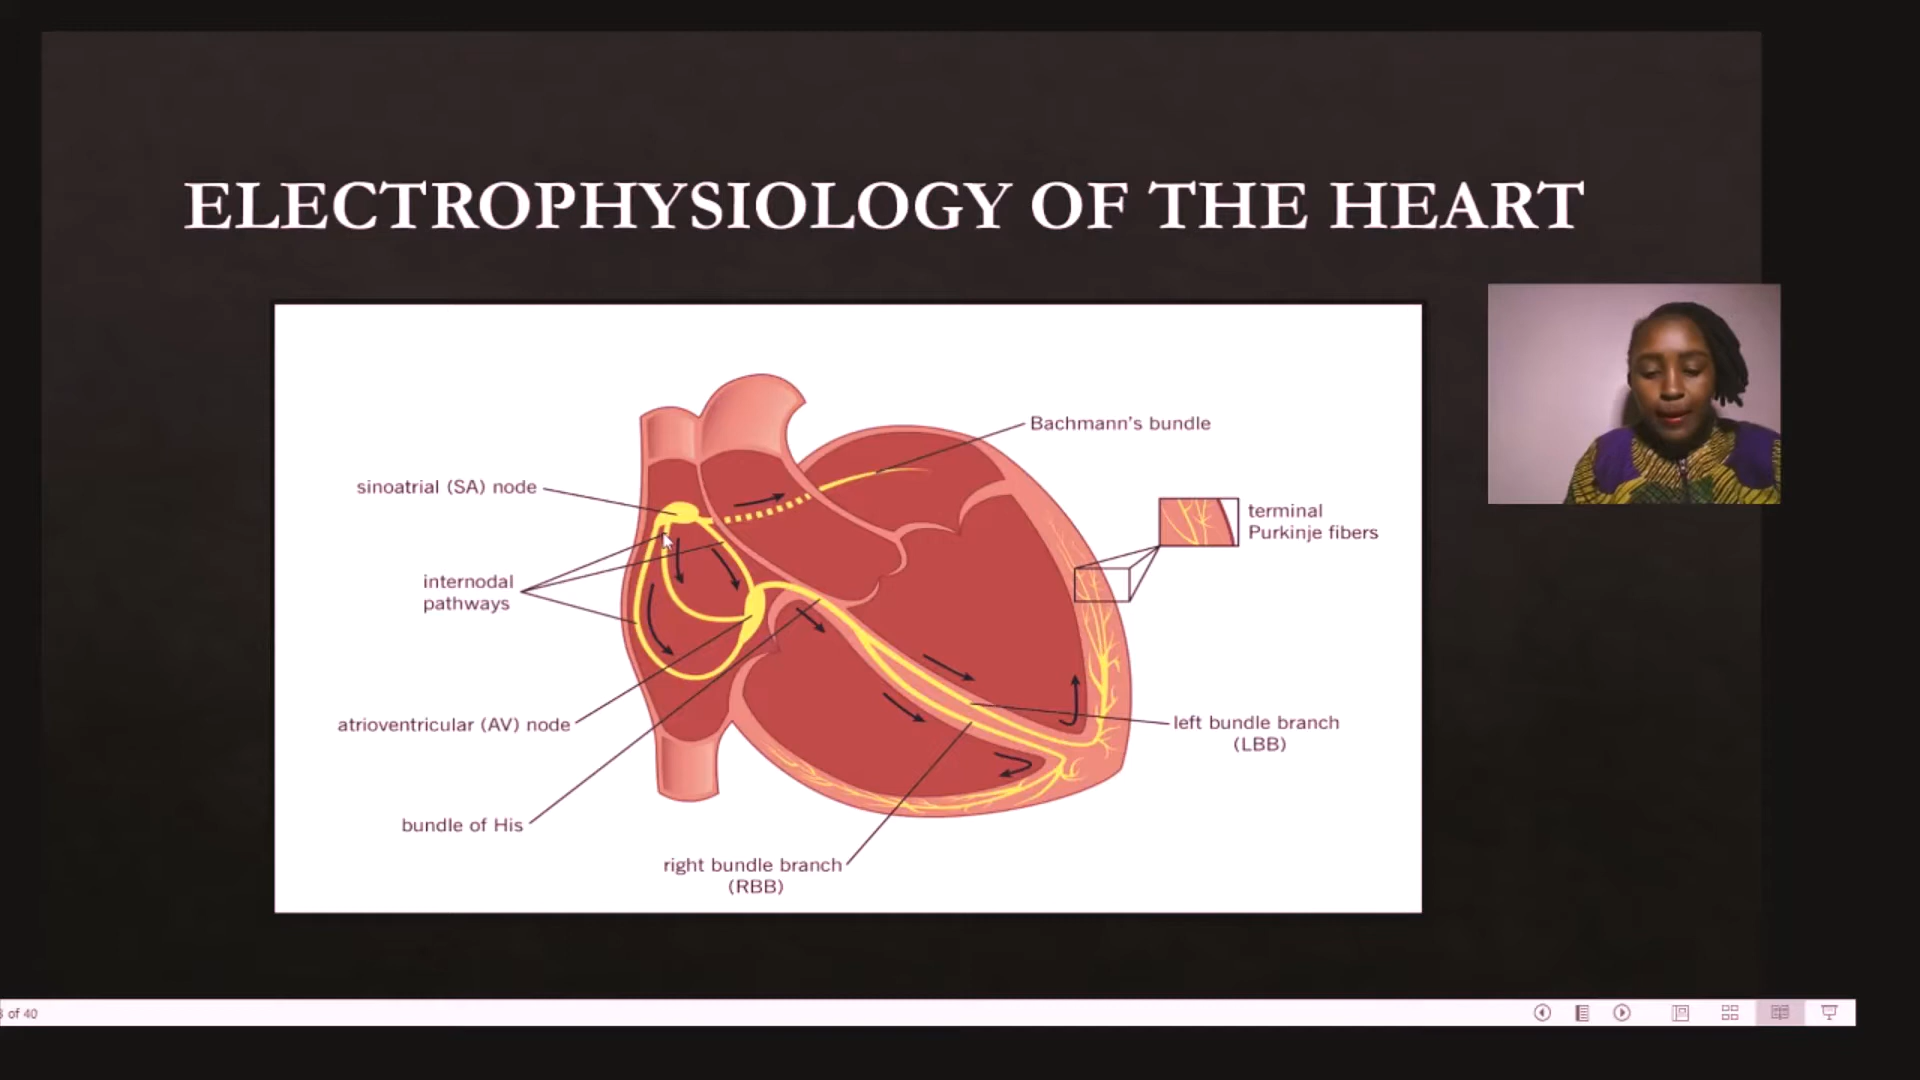 ELECTROPHYSIOLOGY OF THE HEART
Bachmann's bundle
sinoatrial (SA) node
terminal
Purkinje fibers
internodal
pathways
atrioventricular (AV) node
left bundle branch
(LBB)
bundle of His
right bundle branch
(RBB)
of 40